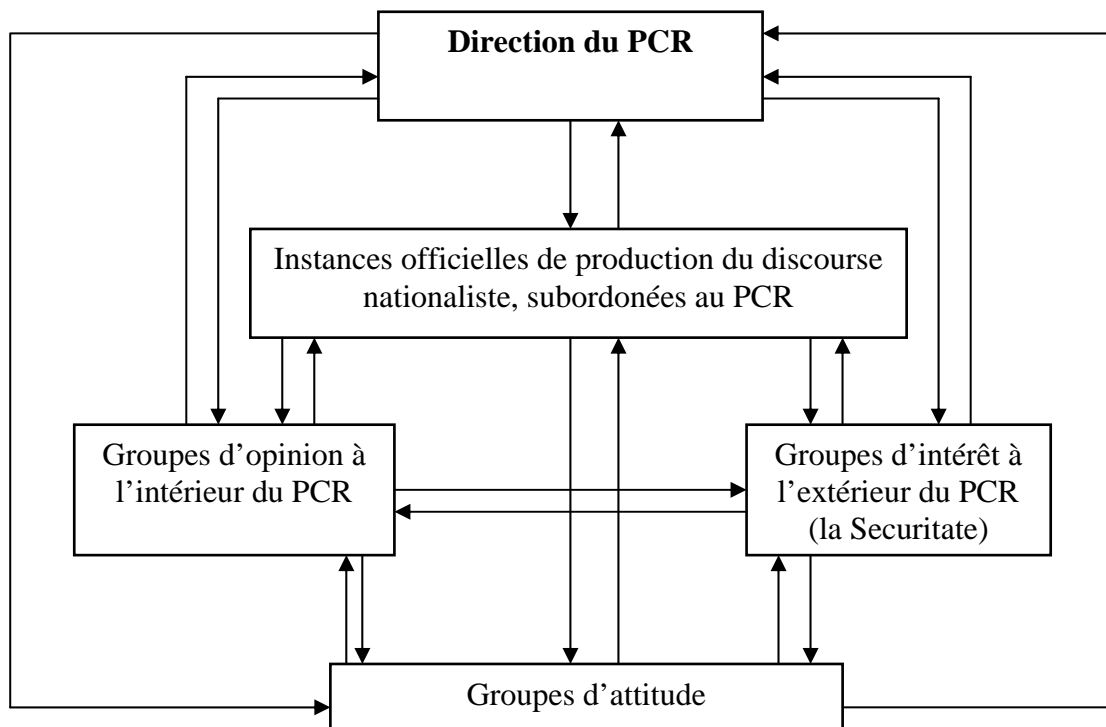 Direction du PCR
Instances officielles de production du discourse
nationaliste, subordonées au PCR
Groupes d’opinion à
l’intérieur du PCR
Groupes d’intérêt à
l’extérieur du PCR
(la Securitate)
Groupes d’attitude